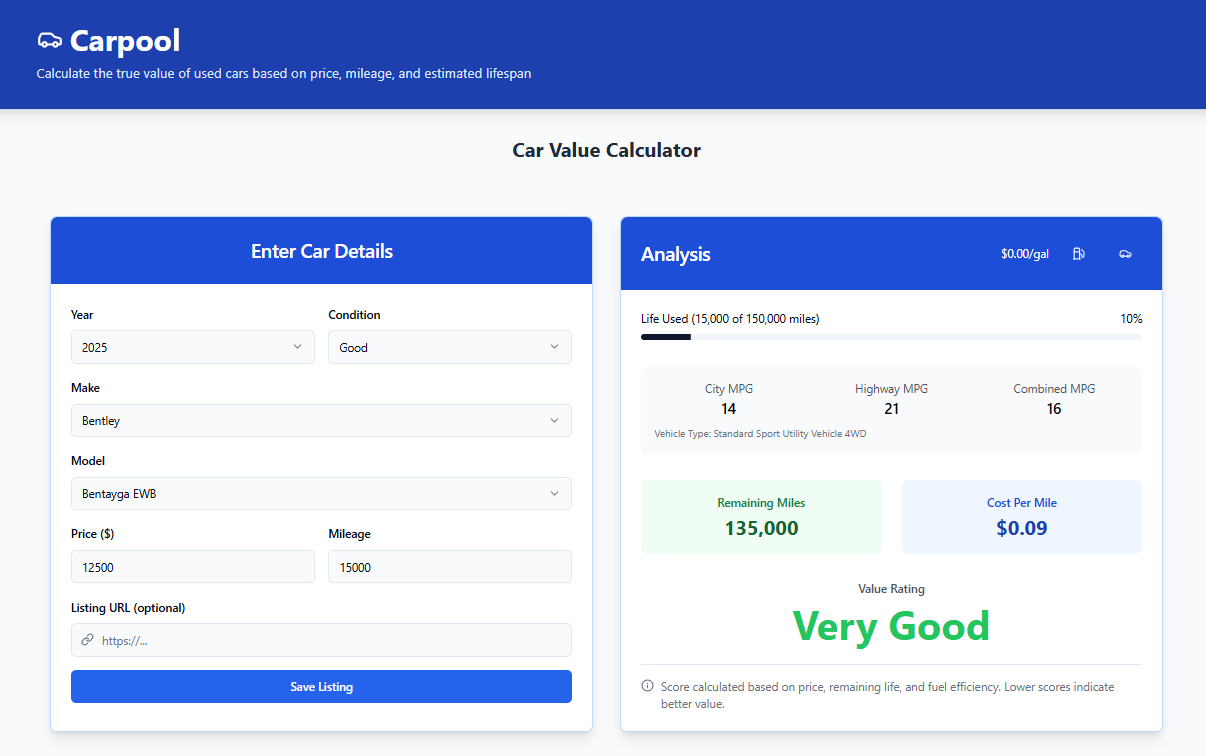 Carpool
Calculate the true value of used cars based on price, mileage, and estimated lifespan
Car Value Calculator
Enter Car Details
Year
Condition
2025
Good
Make
Bentley
Model
Bentayga EWB
Price ($)
Mileage
12500
15000
Listing URL (optional)
https://...
Save Listing
Analysis
$0.00/gal
Life Used (15,000 of 150,000 miles)
10%
City MPG
Highway MPG
Combined MPG
14
21
16
Vehicle Type: Standard Sport Utility Vehicle 4WD
Remaining Miles
135,000
Cost Per Mile
$0.09
Value Rating
Very Good
Score calculated based on price, remaining life, and fuel efficiency. Lower scores indicate
better value.